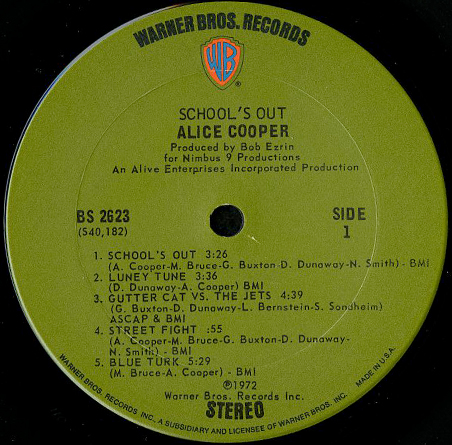 WARNER BROS. RECORDS
WB
®
SCHOOL'S OUT
ALICE COOPER
Produced by Bob Ezrin
for Nimbus 9 Productions
An Alive Enterprises Incorporated Production
BS 2623
(S40,182)
SIDE
1
1. SCHOOL'S OUT 3:26
(A. Cooper-M. Bruce-G. Buxton-D. Dunaway-N. Smith) - BMI
2. LUNEY TUNE 3:36
(D. Dunaway-A. Cooper) BMI
3. GUTTER CAT VS. THE JETS 4:39
(G. Buxton-D. Dunaway-L. Bernstein-S. Sondheim)
ASCAP & BMI
4. STREET FIGHT :55
(A. Cooper-M. Bruce-G. Buxton-D. Dunaway-
N. Smith) - BMI
5. BLUE TURK 5:29
(M. Bruce-A. Cooper) - BMI
℗1972
Warner Bros. Records Inc.
STEREO
WARNER BROS. RECORDS INC. A SUBSIDIARY AND LICENSEE OF WARNER BROS. INC. MADE IN U.S.A.